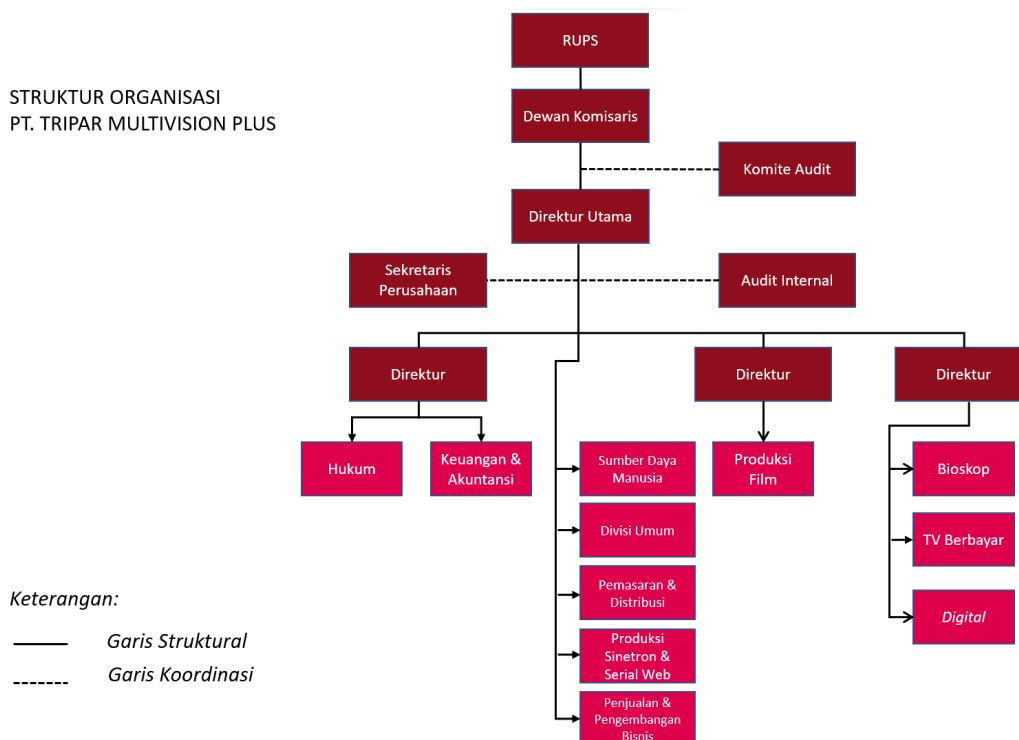 RUPS
STRUKTUR ORGANISASI
PT. TRIPAR MULTIVISION PLUS
Dewan Komisaris
Komite Audit
Direktur Utama
Sekretaris
Perusahaan
Audit Internal
Direktur
Direktur
Direktur
Hukum
Keuangan &
Akuntansi
Sumber Daya
Manusia
Produksi
Film
Bioskop
Divisi Umum
TV Berbayar
Pemasaran &
Distribusi
Digital
Produksi
Sinetron &
Serial Web
Penjualan &
Pengembangan
Bisnis
Keterangan:
Garis Struktural
Garis Koordinasi